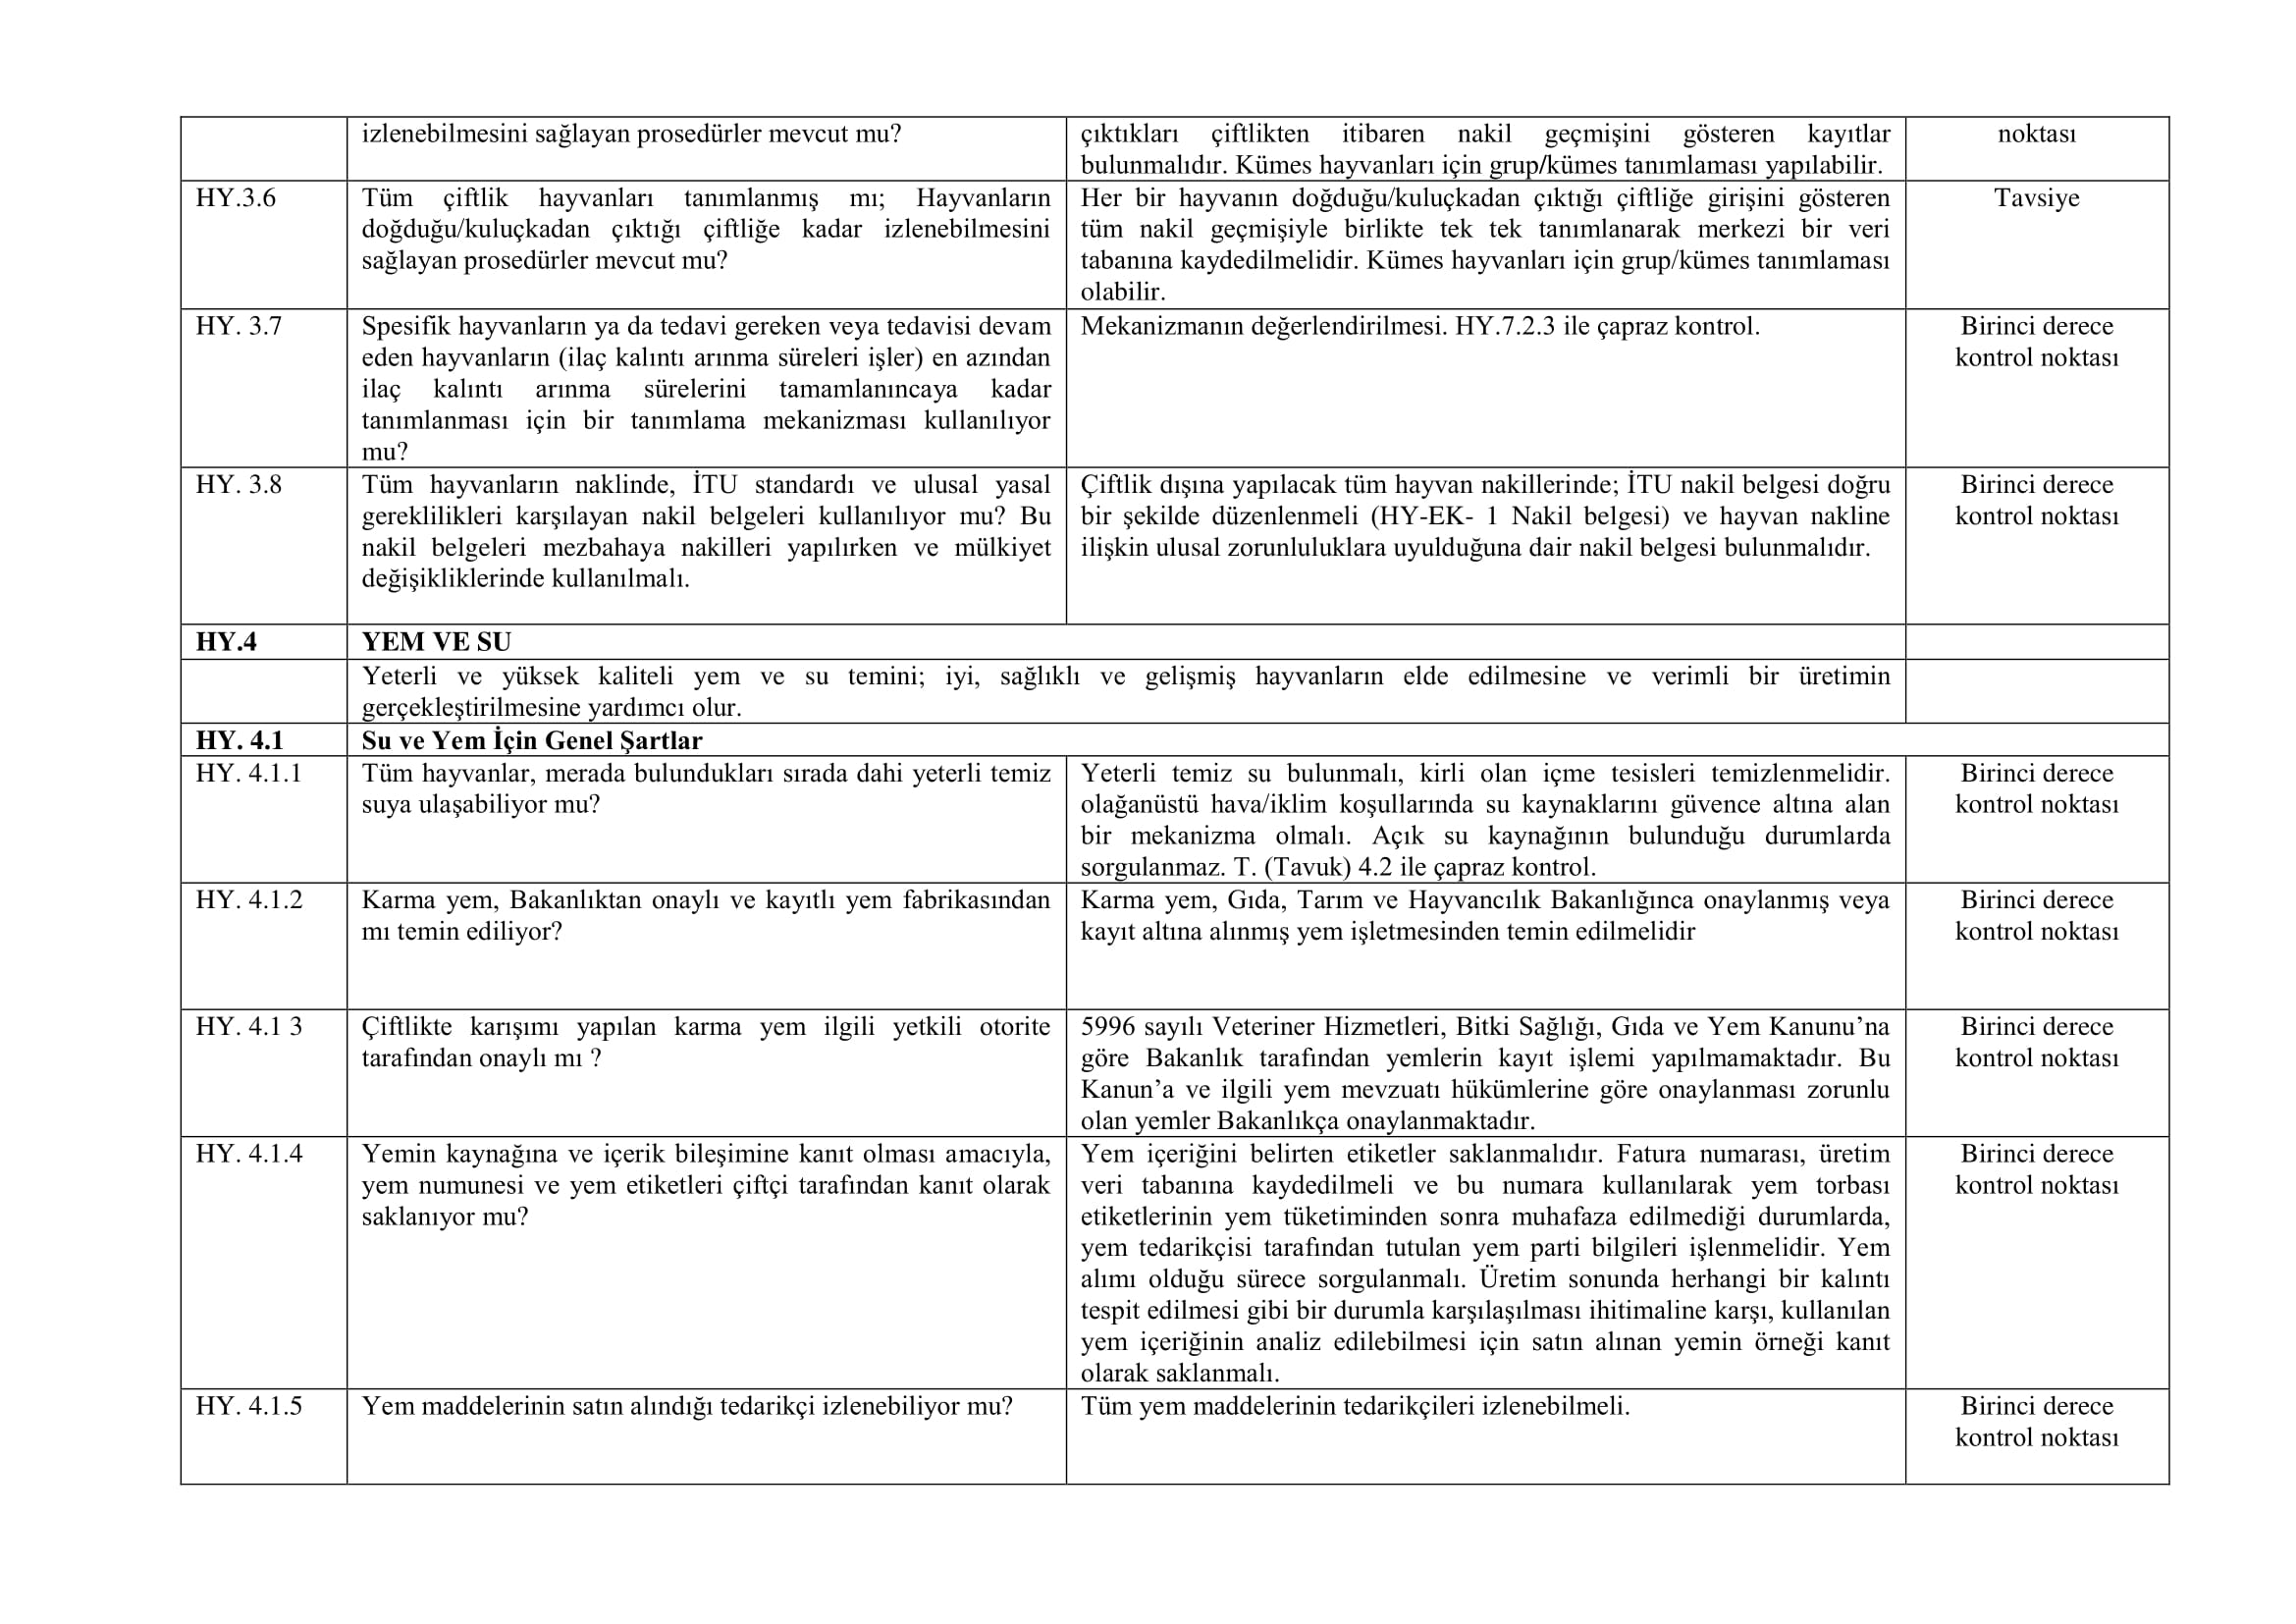 izlenebilmesini sağlayan prosedürler mevcut mu?
çıktıkları çiftlikten itibaren nakil geçmişini gösteren kayıtlar
bulunmalıdır. Kümes hayvanları için grup/kümes tanımlaması yapılabilir.
noktası
HY.3.6
Tüm çiftlik hayvanları tanımlanmış mı; Hayvanların
doğduğu/kuluçkadan çıktığı çiftliğe kadar izlenebilmesini
sağlayan prosedürler mevcut mu?
Her bir hayvanın doğduğu/kuluçkadan çıktığı çiftliğe girişini gösteren
tüm nakil geçmişiyle birlikte tek tek tanımlanarak merkezi bir veri
tabanına kaydedilmelidir. Kümes hayvanları için grup/kümes tanımlaması
olabilir.
Tavsiye
HY. 3.7
Spesifik hayvanların ya da tedavi gereken veya tedavisi devam
eden hayvanların (ilaç kalıntı arınma süreleri işler) en azından
ilaç kalıntı arınma sürelerini tamamlanıncaya kadar
tanımlanması için bir tanımlama mekanizması kullanılıyor
mu?
Mekanizmanın değerlendirilmesi. HY.7.2.3 ile çapraz kontrol.
Birinci derece
kontrol noktası
HY. 3.8
Tüm hayvanların naklinde, İTU standardı ve ulusal yasal
gereklilikleri karşılayan nakil belgeleri kullanılıyor mu? Bu
nakil belgeleri mezbahaya nakilleri yapılırken ve mülkiyet
değişikliklerinde kullanılmalı.
Çiftlik dışına yapılacak tüm hayvan nakillerinde; İTU nakil belgesi doğru
bir şekilde düzenlenmeli (HY-EK- 1 Nakil belgesi) ve hayvan nakline
ilişkin ulusal zorunluluklara uyulduğuna dair nakil belgesi bulunmalıdır.
Birinci derece
kontrol noktası
HY.4
YEM VE SU
Yeterli ve yüksek kaliteli yem ve su temini; iyi, sağlıklı ve gelişmiş hayvanların elde edilmesine ve verimli bir üretimin
gerçekleştirilmesine yardımcı olur.
HY. 4.1
Su ve Yem İçin Genel Şartlar
HY. 4.1.1
Tüm hayvanlar, merada bulundukları sırada dahi yeterli temiz
suya ulaşabiliyor mu?
Yeterli temiz su bulunmalı, kirli olan içme tesisleri temizlenmelidir.
olağanüstü hava/iklim koşullarında su kaynaklarını güvence altına alan
bir mekanizma olmalı. Açık su kaynağının bulunduğu durumlarda
sorgulanmaz. T. (Tavuk) 4.2 ile çapraz kontrol.
Birinci derece
kontrol noktası
HY. 4.1.2
Karma yem, Bakanlıktan onaylı ve kayıtlı yem fabrikasından
mı temin ediliyor?
Karma yem, Gıda, Tarım ve Hayvancılık Bakanlığınca onaylanmış veya
kayıt altına alınmış yem işletmesinden temin edilmelidir
Birinci derece
kontrol noktası
HY. 4.1 3
Çiftlikte karışımı yapılan karma yem ilgili yetkili otorite
tarafından onaylı mı ?
5996 sayılı Veteriner Hizmetleri, Bitki Sağlığı, Gıda ve Yem Kanunu’na
göre Bakanlık tarafından yemlerin kayıt işlemi yapılmamaktadır. Bu
Kanun’a ve ilgili yem mevzuatı hükümlerine göre onaylanması zorunlu
olan yemler Bakanlıkça onaylanmaktadır.
Birinci derece
kontrol noktası
HY. 4.1.4
Yemin kaynağına ve içerik bileşimine kanıt olması amacıyla,
yem numunesi ve yem etiketleri çiftçi tarafından kanıt olarak
saklanıyor mu?
Yem içeriğini belirten etiketler saklanmalıdır. Fatura numarası, üretim
veri tabanına kaydedilmeli ve bu numara kullanılarak yem torbası
etiketlerinin yem tüketiminden sonra muhafaza edilmediği durumlarda,
yem tedarikçisi tarafından tutulan yem parti bilgileri işlenmelidir. Yem
alımı olduğu sürece sorgulanmalı. Üretim sonunda herhangi bir kalıntı
tespit edilmesi gibi bir durumla karşılaşılması ihitimaline karşı, kullanılan
yem içeriğinin analiz edilebilmesi için satın alınan yemin örneği kanıt
olarak saklanmalı.
Birinci derece
kontrol noktası
HY. 4.1.5
Yem maddelerinin satın alındığı tedarikçi izlenebiliyor mu?
Tüm yem maddelerinin tedarikçileri izlenebilmeli.
Birinci derece
kontrol noktası